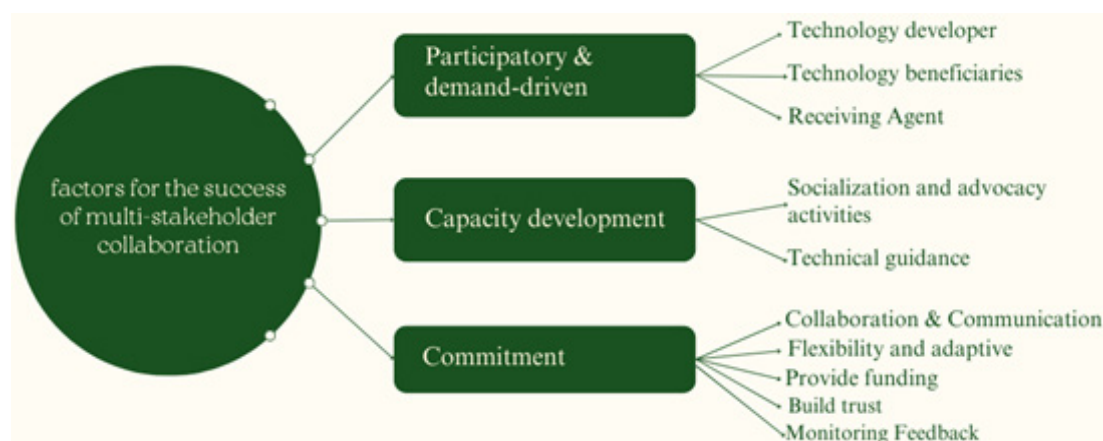 factors for the success
of multi-stakeholder
collaboration
Participatory &
demand-driven
Technology developer
Technology beneficiaries
Receiving Agent
Capacity development
Socialization and advocacy
activities
Technical guidance
Commitment
Collaboration & Communication
Flexibility and adaptive
Provide funding
Build trust
Monitoring Feedback